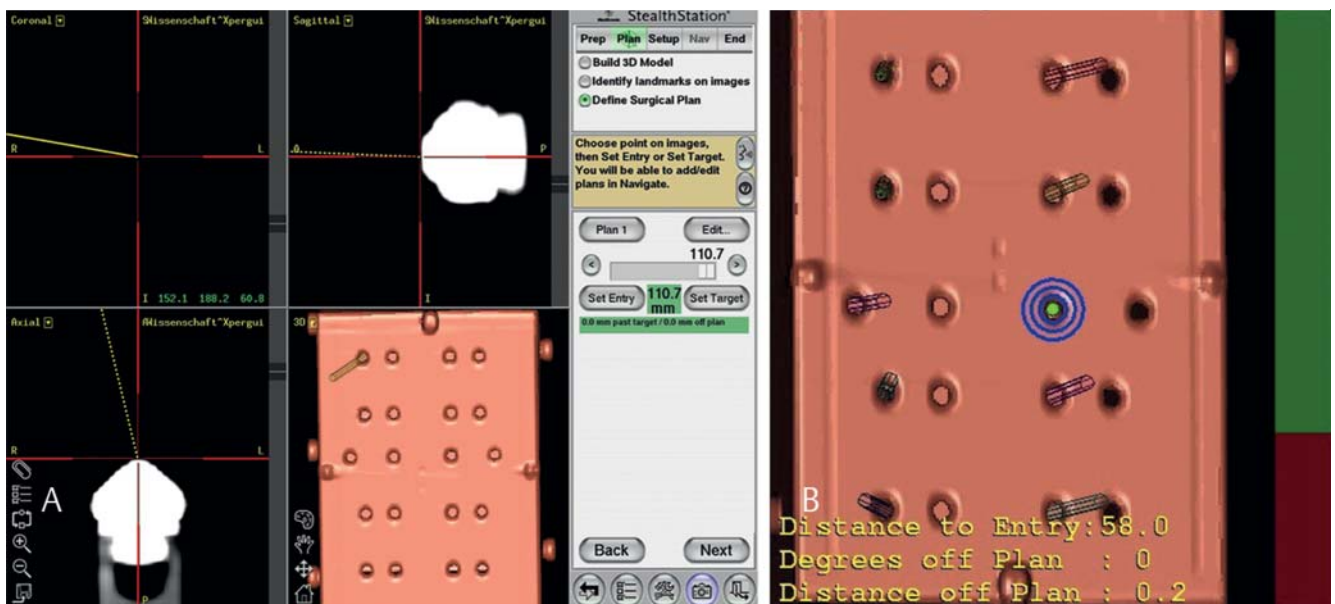 Coronal
9Wissenschaft^Xpergui
R
L
I 152.1 188.2 60.8
Sagittal
9Wissenschaft^Xpergui
P
I
Axial
AWissenschaft^Xpergui
R
L
A
P
3D
StealthStation
Prep Plan Setup Nav End
Build 3D Model
Identify landmarks on images
Define Surgical Plan
Choose point on images,
then Set Entry or Set Target.
You will be able to add/edit
plans in Navigate.
Plan 1
Edit...
110.7
< >
Set Entry
110.7
mm
Set Target
0.0 mm past target / 0.0 mm off plan
Back
Next
B
Distance to Entry:58.0
Degrees off Plan : 0
Distance off Plan : 0.2